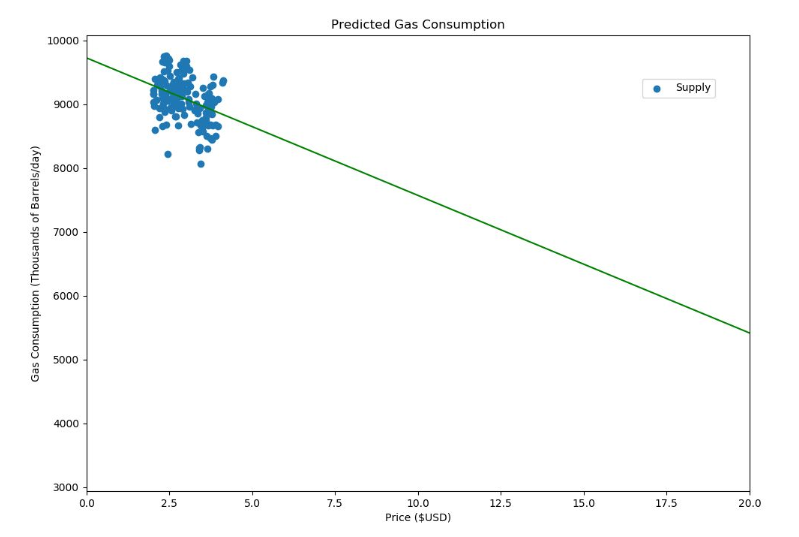 Predicted Gas Consumption
10000
9000
8000
7000
6000
5000
4000
3000
Gas Consumption (Thousands of Barrels/day)
Supply
0.0 2.5 5.0 7.5 10.0 12.5 15.0 17.5 20.0
Price ($USD)